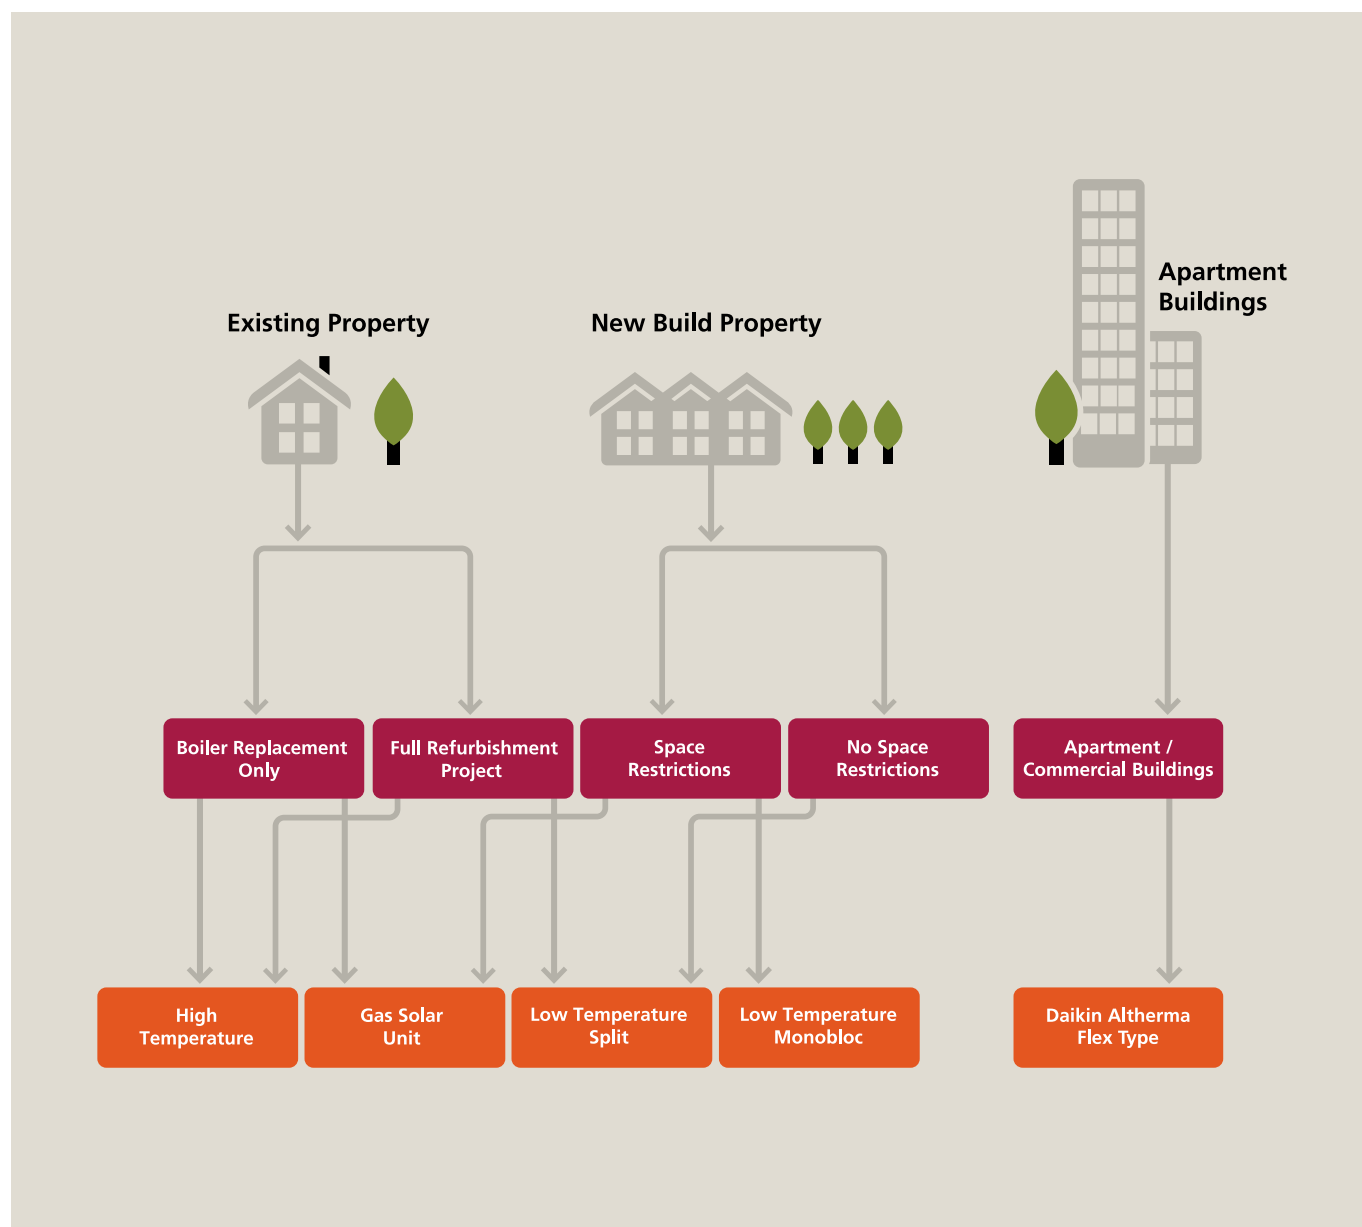 Apartment
Buildings
Existing Property
New Build Property
Boiler Replacement
Only
Full Refurbishment
Project
Space
Restrictions
No Space
Restrictions
Apartment /
Commercial Buildings
High
Temperature
Gas Solar
Unit
Low Temperature
Split
Low Temperature
Monobloc
Daikin Altherma
Flex Type